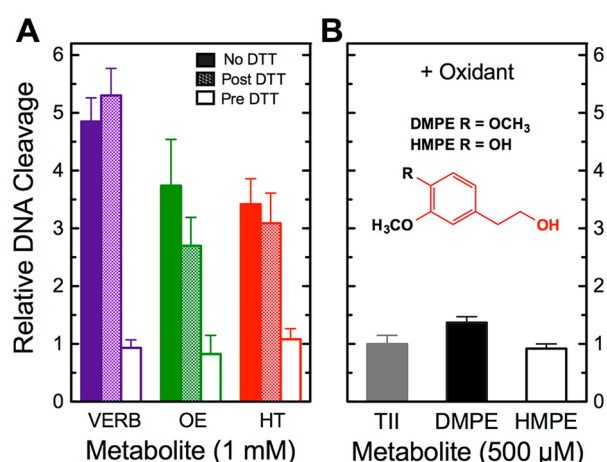 A
B
Relative DNA Cleavage
6
5
4
3
2
1
0
No DTT
Post DTT
Pre DTT
VERB OE HT
Metabolite (1 mM)
+ Oxidant
DMPE R = OCH₃
HMPE R = OH
R
H₃CO
OH
6
5
4
3
2
1
0
TII DMPE HMPE
Metabolite (500 µM)